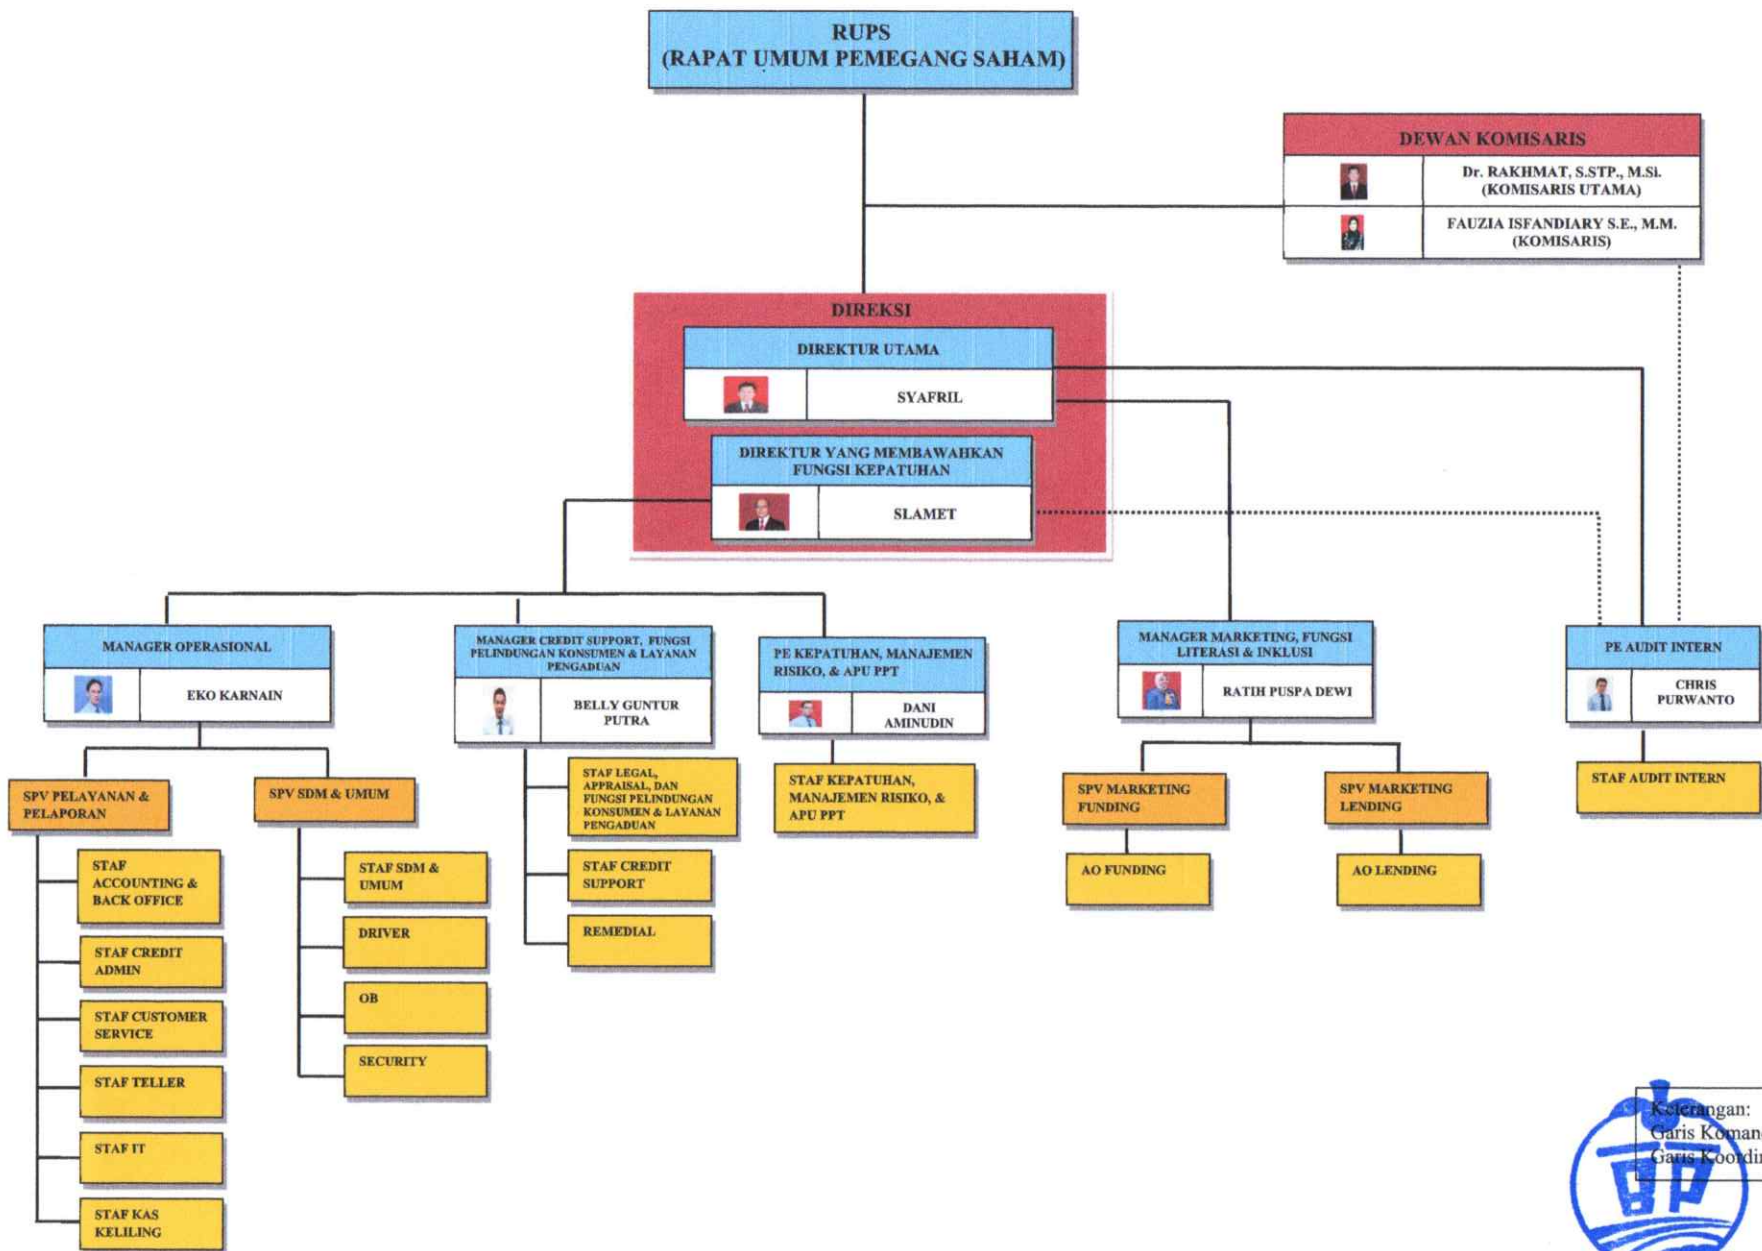 RUPS
(RAPAT UMUM PEMEGANG SAHAM)
DEWAN KOMISARIS
Dr. RAKHMAT, S.STP., M.Si.
(KOMISARIS UTAMA)
FAUZIA ISFANDIARY S.E., M.M.
(KOMISARIS)
DIREKSI
DIREKTUR UTAMA
SYAFRIL
DIREKTUR YANG MEMBAWAHKAN
FUNGSI KEPATUHAN
SLAMET
MANAGER OPERASIONAL
EKO KARNAIN
MANAGER CREDIT SUPPORT, FUNGSI
PELINDUNGAN KONSUMEN & LAYANAN
PENGADUAN
BELLY GUNTUR
PUTRA
PE KEPATUHAN, MANAJEMEN
RISIKO, & APU PPT
DANI
AMINUDIN
MANAGER MARKETING, FUNGSI
LITERASI & INKLUSI
RATIH PUSPA DEWI
PE AUDIT INTERN
CHRIS
PURWANTO
SPV PELAYANAN &
PELAPORAN
STAF
ACCOUNTING &
BACK OFFICE
STAF CREDIT
ADMIN
STAF CUSTOMER
SERVICE
STAF TELLER
STAF IT
STAF KAS
KELILING
SPV SDM & UMUM
STAF SDM &
UMUM
DRIVER
OB
SECURITY
STAF LEGAL,
APPRAISAL, DAN
FUNGSI PELINDUNGAN
KONSUMEN & LAYANAN
PENGADUAN
STAF CREDIT
SUPPORT
REMEDIAL
STAF KEPATUHAN,
MANAJEMEN RISIKO, &
APU PPT
SPV MARKETING
FUNDING
AO FUNDING
SPV MARKETING
LENDING
AO LENDING
STAF AUDIT INTERN
Keterangan:
Garis
Garis